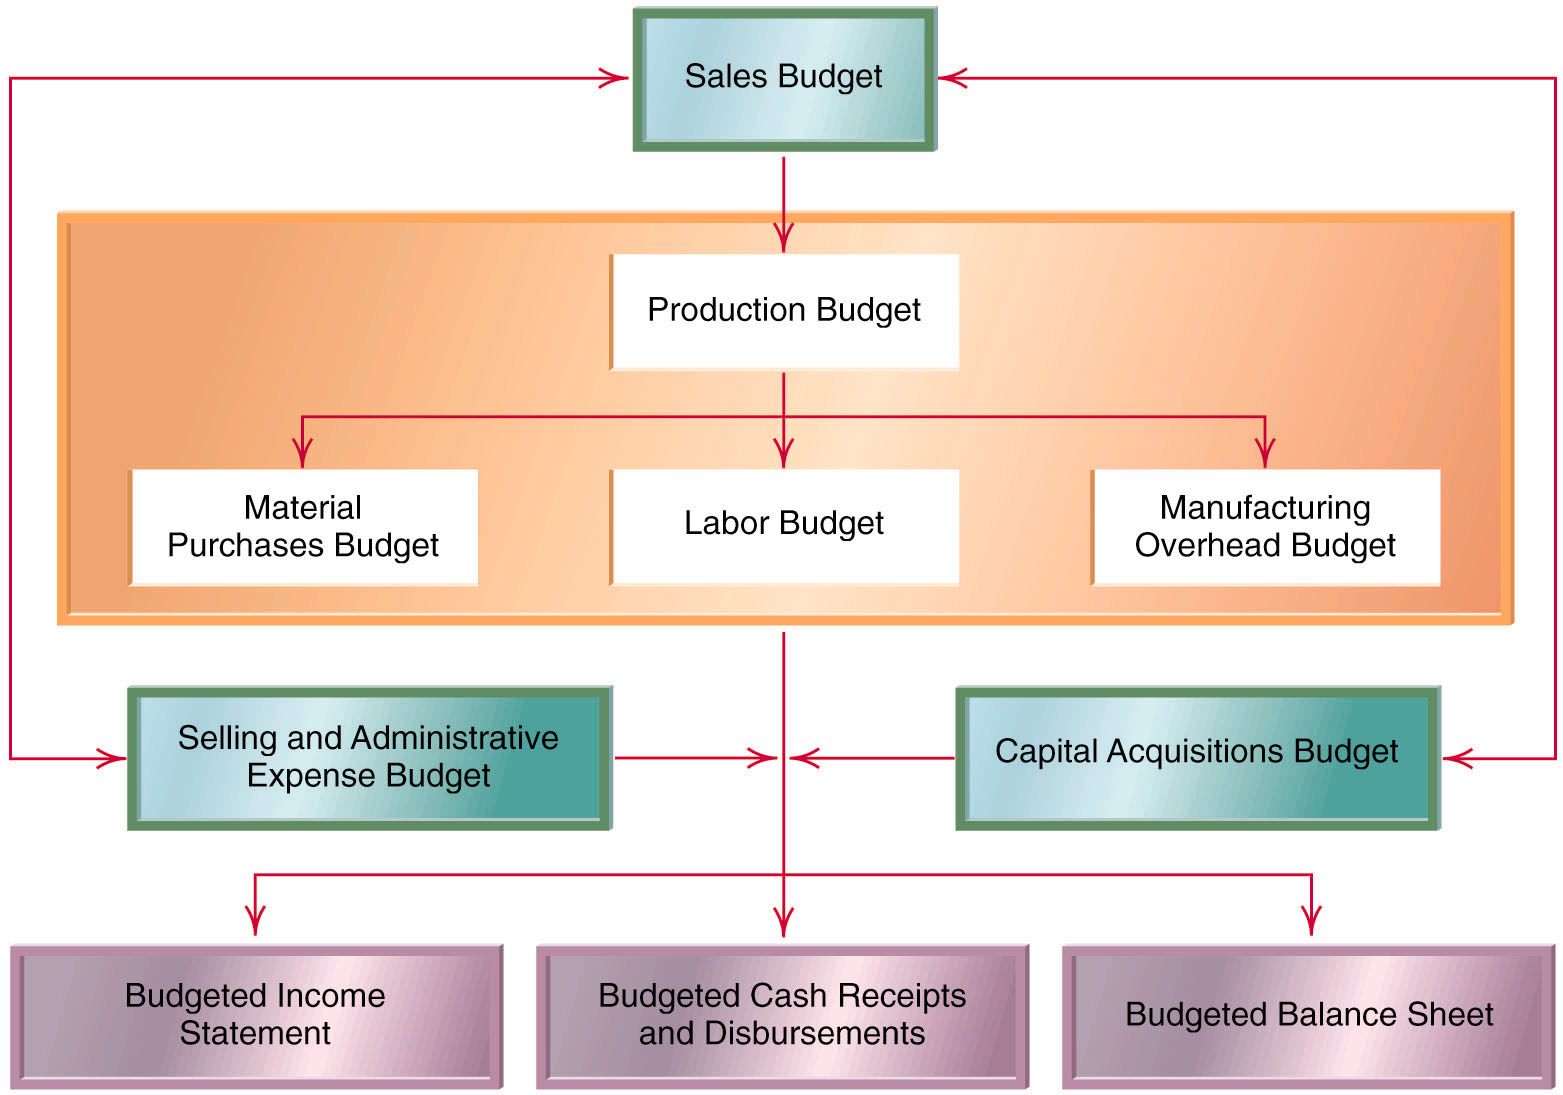 Sales Budget
Production Budget
Material
Purchases Budget
Labor Budget
Manufacturing
Overhead Budget
Selling and Administrative
Expense Budget
Capital Acquisitions Budget
Budgeted Income
Statement
Budgeted Cash Receipts
and Disbursements
Budgeted Balance Sheet